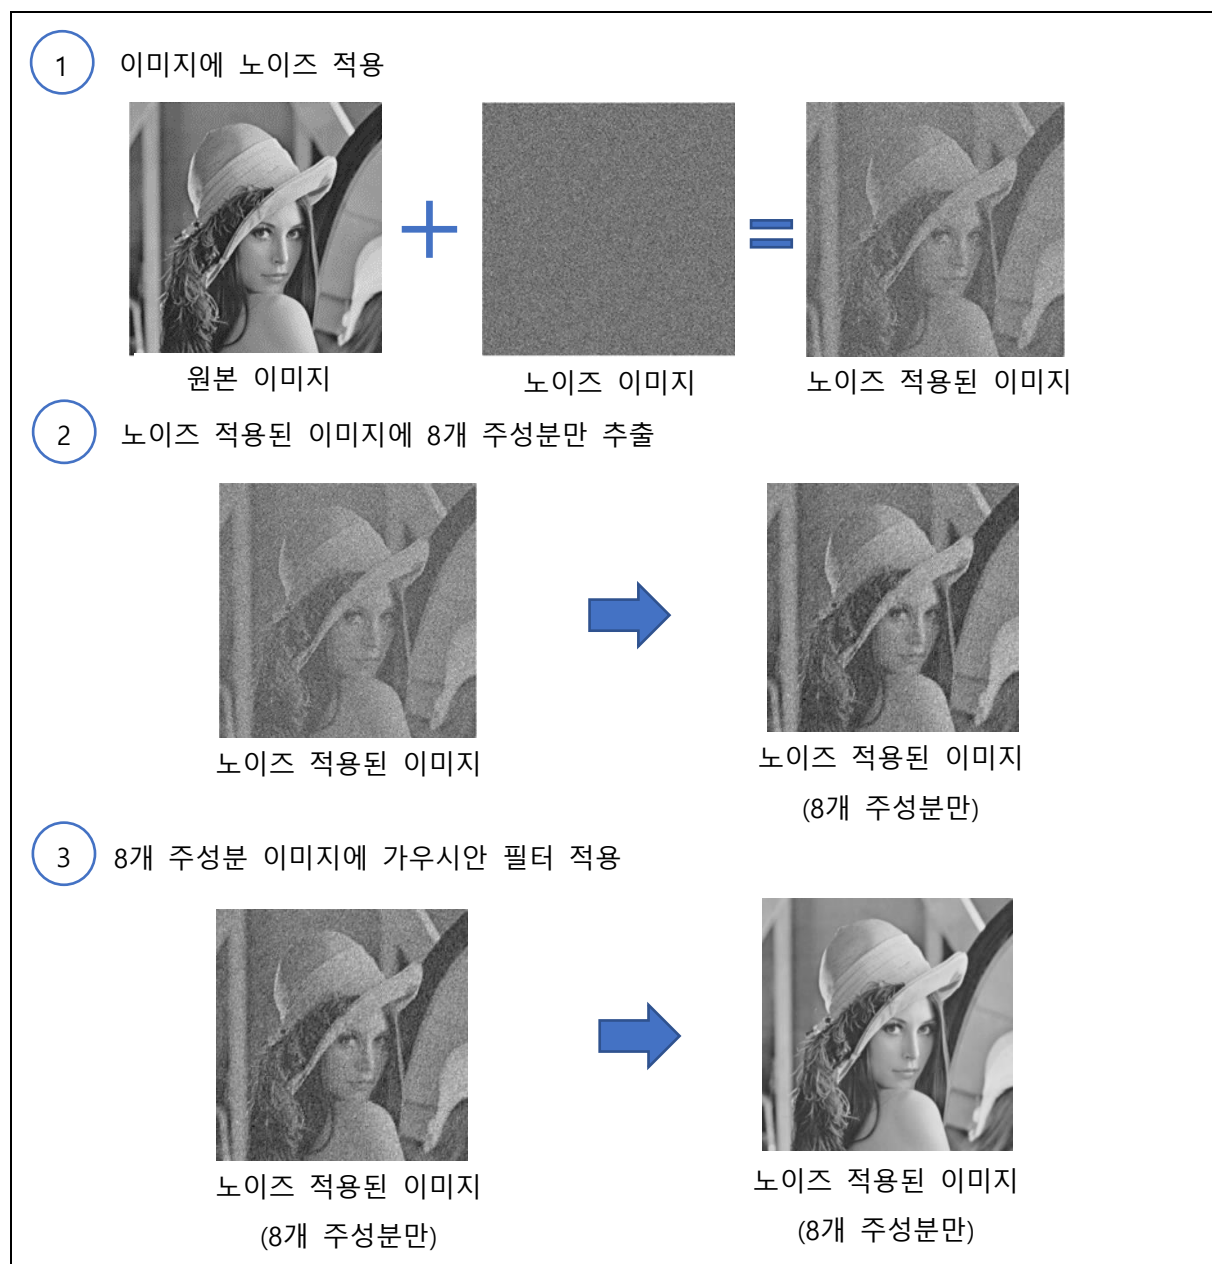 1 이미지에 노이즈 적용
원본 이미지
노이즈 이미지
노이즈 적용된 이미지
2 노이즈 적용된 이미지에 8개 주성분만 추출
노이즈 적용된 이미지
노이즈 적용된 이미지
(8개 주성분만)
3 8개 주성분 이미지에 가우시안 필터 적용
노이즈 적용된 이미지
(8개 주성분만)
노이즈 적용된 이미지
(8개 주성분만)